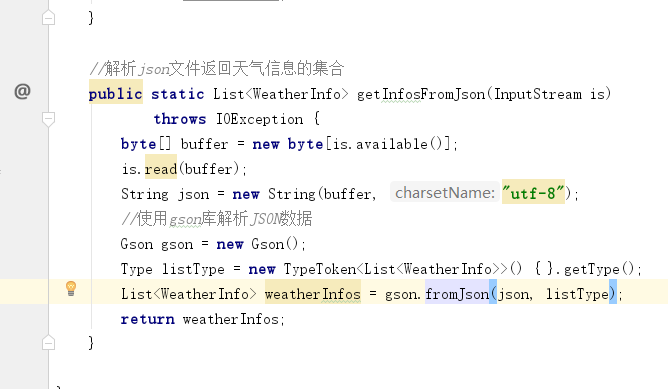 }
//解析json文件返回天气信息的集合
@
public static List<WeatherInfo> getInfosFromJson(InputStream is)
throws IOException {
byte[] buffer = new byte[is.available()];
is.read(buffer);
String json = new String(buffer, charsetName: "utf-8");
//使用gson库解析JSON数据
Gson gson = new Gson();
Type listType = new TypeToken<List<WeatherInfo>>() { }.getType();
List<WeatherInfo> weatherInfos = gson.fromJson(json, listType);
return weatherInfos;
}